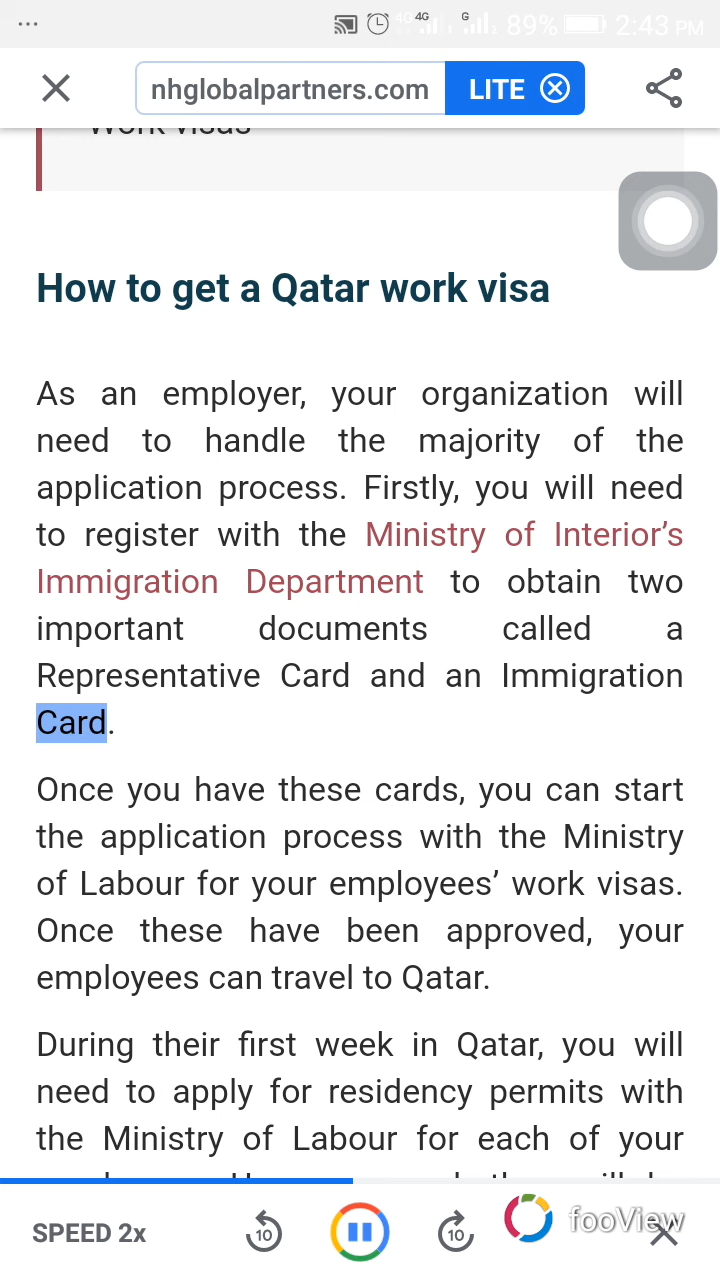 ...
4G 4G G 89% 2:43 PM
nhglobalpartners.com LITE
Work visas
How to get a Qatar work visa
As an employer, your organization will
need to handle the majority of the
application process. Firstly, you will need
to register with the Ministry of Interior’s
Immigration Department to obtain two
important documents called a
Representative Card and an Immigration
Card.
Once you have these cards, you can start
the application process with the Ministry
of Labour for your employees’ work visas.
Once these have been approved, your
employees can travel to Qatar.
During their first week in Qatar, you will
need to apply for residency permits with
the Ministry of Labour for each of your
SPEED 2x 10 10 fooView